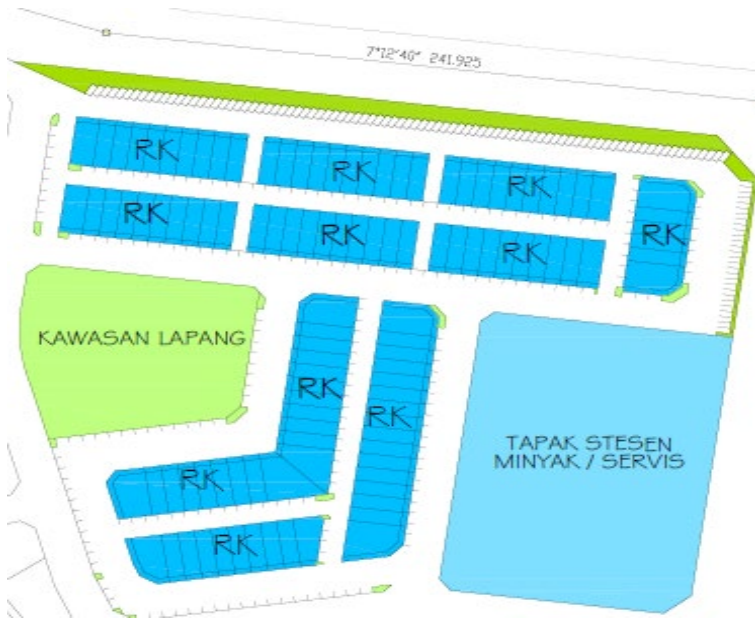 7°12'40" 241.925
RK
RK
RK
RK
RK
RK
RK
KAWASAN LAPANG
RK
RK
TAPAK STESEN
MINYAK / SERVIS
RK
RK